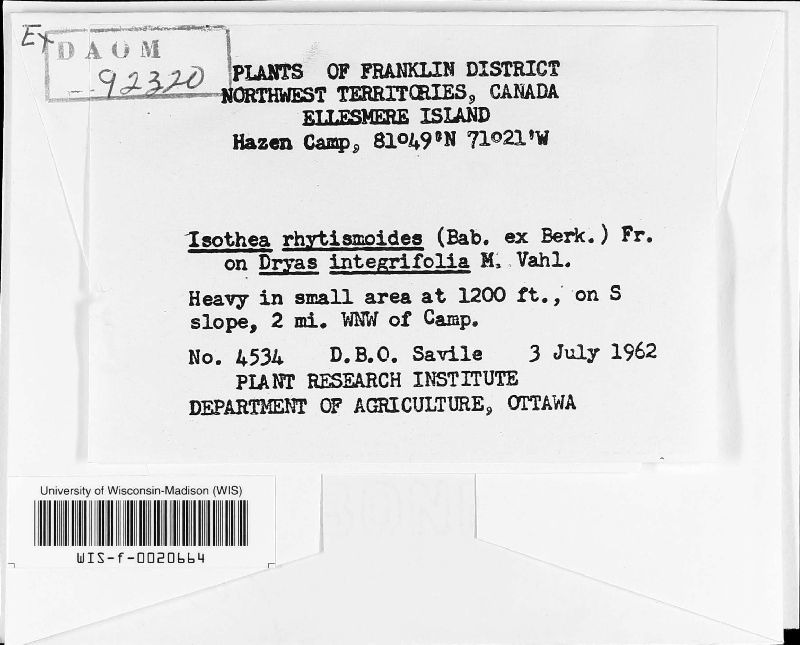 Ex
DAOM
92320
PLANTS OF FRANKLIN DISTRICT
NORTHWEST TERRITORIES, CANADA
ELLESMERE ISLAND
Hazen Camp, 81°49'N 71°21'W
Isothea rhytismoides (Bab. ex Berk.) Fr.
on Dryas integrifolia M. Vahl.
Heavy in small area at 1200 ft., on S
slope, 2 mi. WNW of Camp.
No. 4534 D.B.O. Savile 3 July 1962
PLANT RESEARCH INSTITUTE
DEPARTMENT OF AGRICULTURE, OTTAWA
University of Wisconsin-Madison (WIS)
WIS-f-0020664